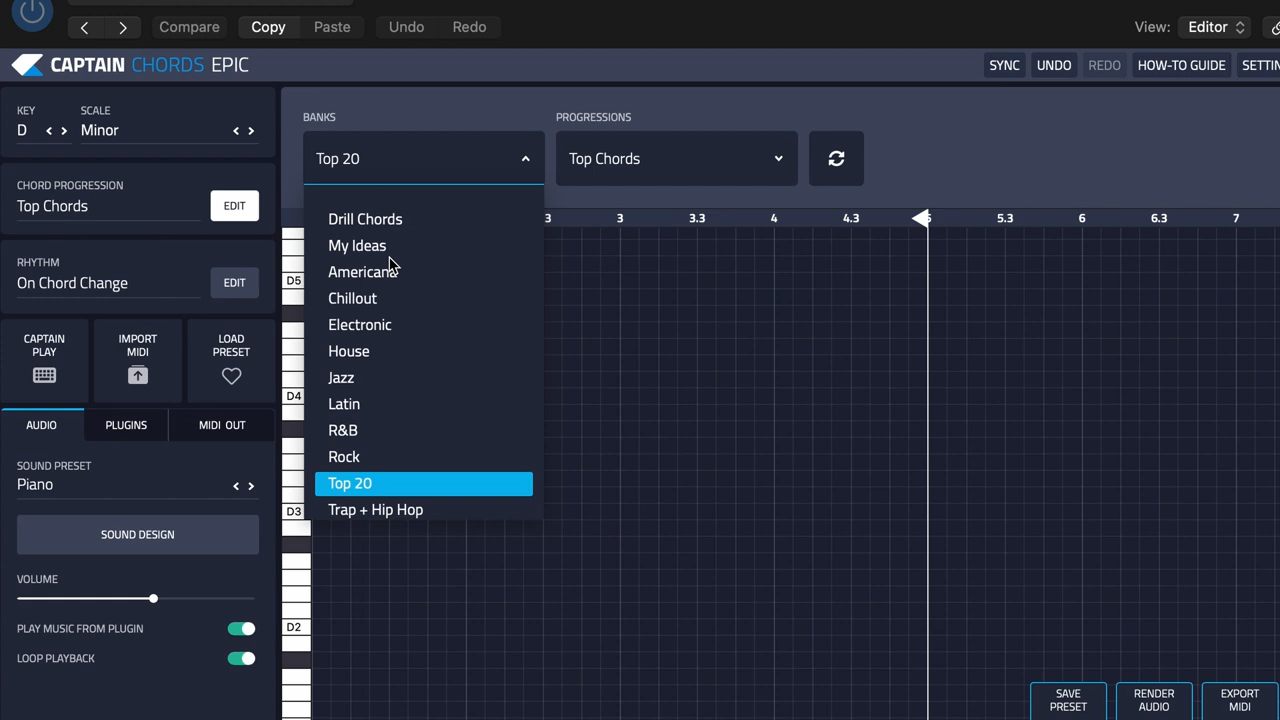 Compare
Copy
Paste
Undo
Redo
View:
Editor
CAPTAIN CHORDS EPIC
SYNC
UNDO
REDO
HOW-TO GUIDE
SETTIN
KEY
SCALE
D
Minor
CHORD PROGRESSION
Top Chords
EDIT
RHYTHM
On Chord Change
EDIT
CAPTAIN
PLAY
IMPORT
MIDI
LOAD
PRESET
AUDIO
PLUGINS
MIDI OUT
SOUND PRESET
Piano
SOUND DESIGN
VOLUME
PLAY MUSIC FROM PLUGIN
LOOP PLAYBACK
BANKS
PROGRESSIONS
Top 20
Top Chords
Drill Chords
My Ideas
Americana
Chillout
Electronic
House
Jazz
Latin
R&B
Rock
Top 20
Trap + Hip Hop
3
3
3.3
4
4.3
5
5.3
6
6.3
7
D5
D4
D3
D2
SAVE
PRESET
RENDER
AUDIO
EXPORT
MIDI